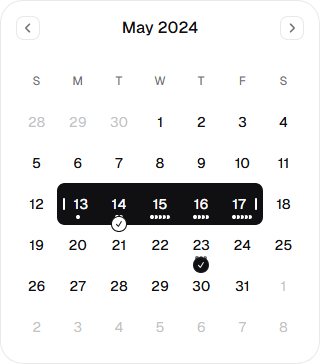 May 2024
S M T W T F S
28 29 30 1 2 3 4
5 6 7 8 9 10 11
12 13 14 15 16 17 18
19 20 21 22 23 24 25
26 27 28 29 30 31 1
2 3 4 5 6 7 8